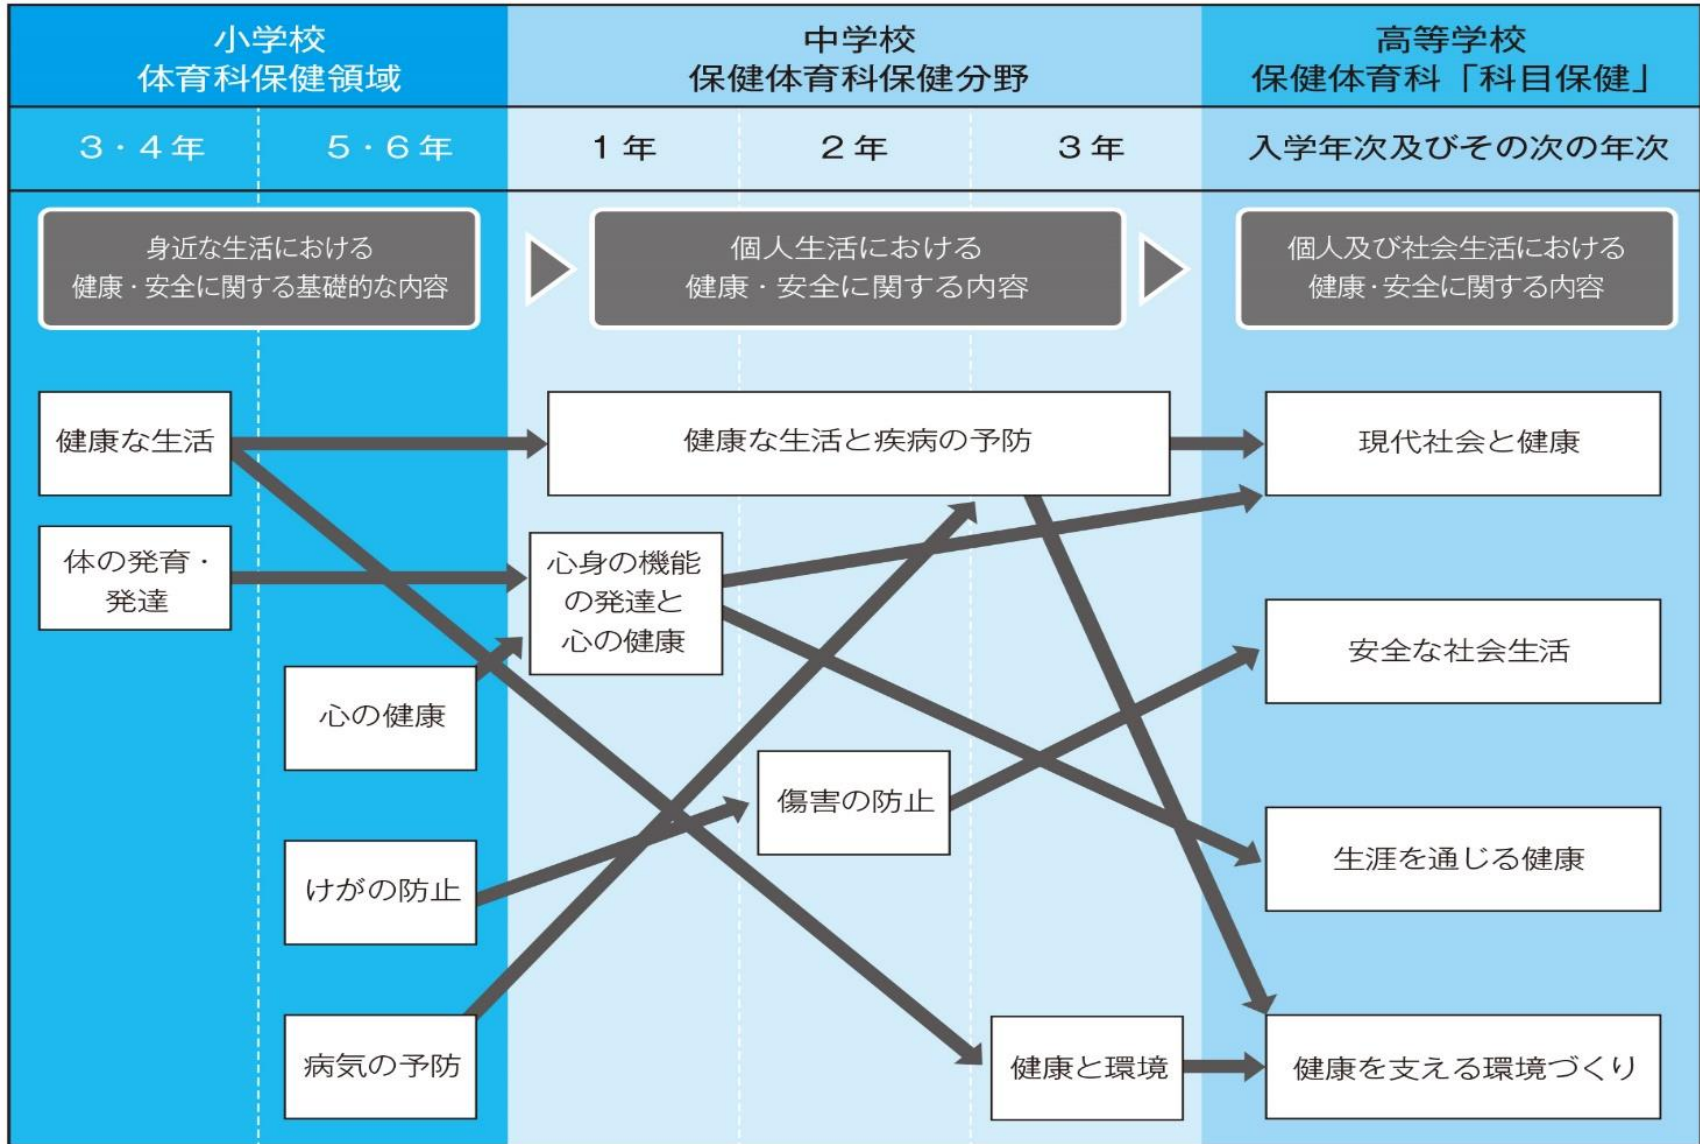 小学校
体育科保健領域
中学校
保健体育科保健分野
高等学校
保健体育科「科目保健」
3・4年
5・6年
1年
2年
3年
入学年次及びその次の年次
身近な生活における
健康・安全に関する基礎的な内容
個人生活における
健康・安全に関する内容
個人及び社会生活における
健康・安全に関する内容
健康な生活
健康な生活と疾病の予防
現代社会と健康
体の発育・
発達
心身の機能
の発達と
心の健康
安全な社会生活
心の健康
傷害の防止
生涯を通じる健康
けがの防止
病気の予防
健康と環境
健康を支える環境づくり